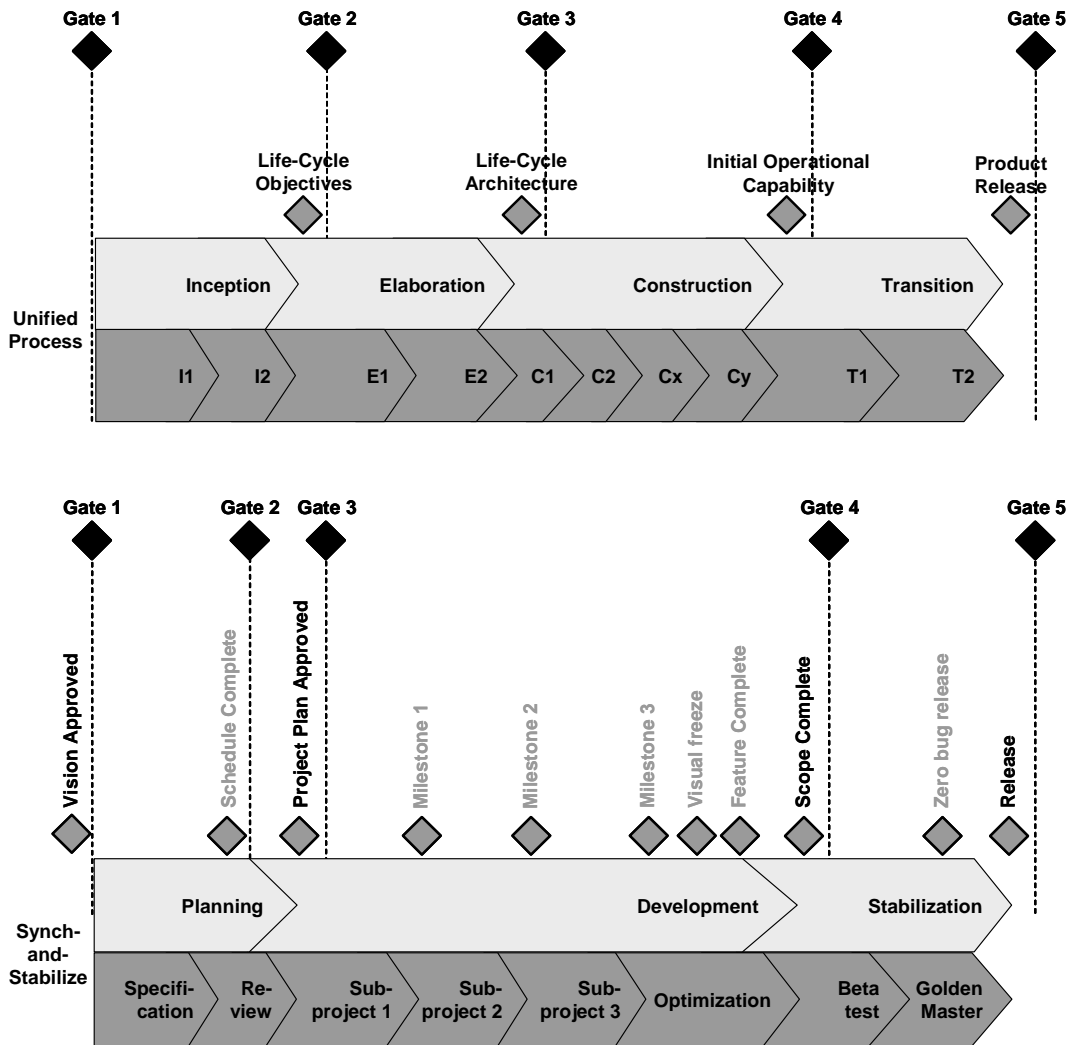 Gate 1 Gate 2 Gate 3 Gate 4 Gate 5
Life-Cycle
Objectives
Life-Cycle
Architecture
Initial Operational
Capability
Product
Release
Inception Elaboration Construction Transition
Unified
Process
I1 I2 E1 E2 C1 C2 Cx Cy T1 T2
Gate 1 Gate 2 Gate 3 Gate 4 Gate 5
Vision Approved
Schedule Complete
Project Plan Approved
Milestone 1
Milestone 2
Milestone 3
Visual freeze
Feature Complete
Scope Complete
Zero bug release
Release
Planning Development Stabilization
Synch-
and-
Stabilize
Specifi-
cation
Re-
view
Sub-
project 1
Sub-
project 2
Sub-
project 3
Optimization
Beta
test
Golden
Master